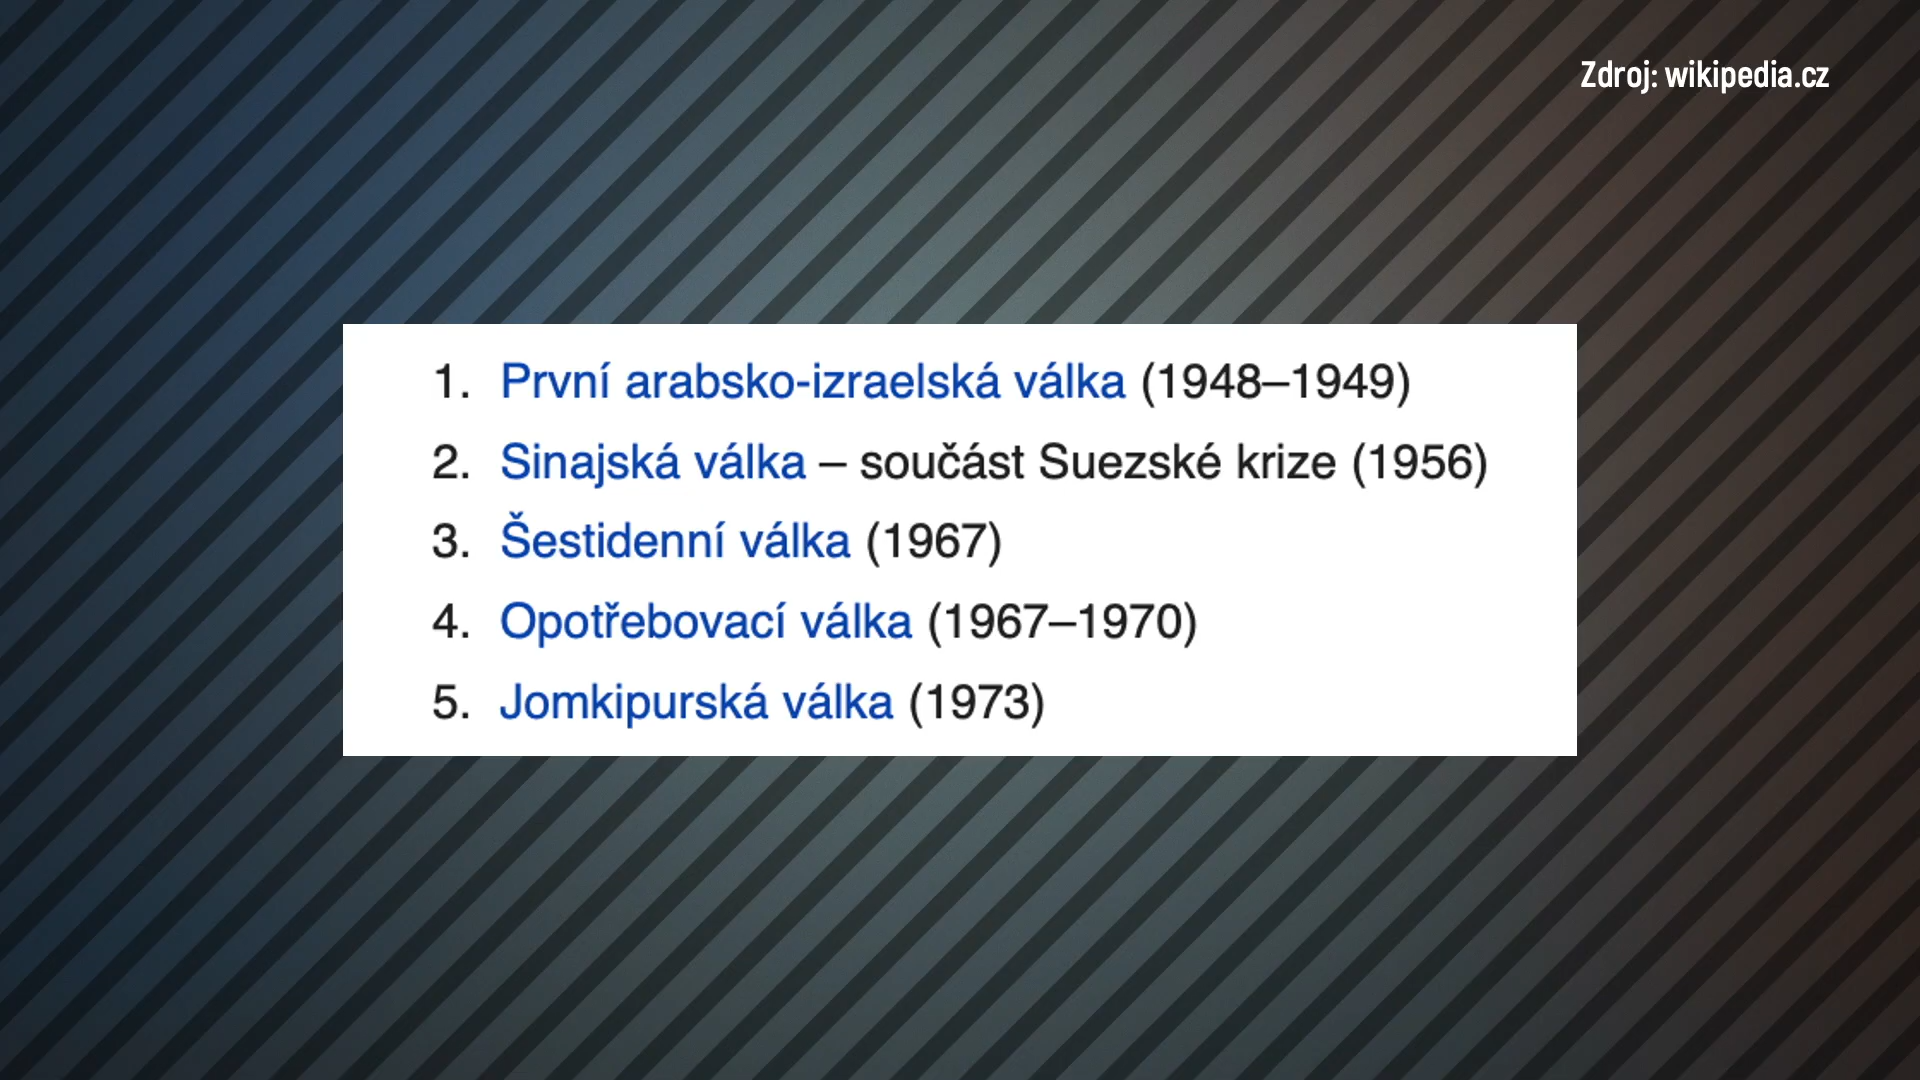 Zdroj: wikipedia.cz
1. První arabsko-izraelská válka (1948–1949)
2. Sinajská válka – součást Suezské krize (1956)
3. Šestidenní válka (1967)
4. Opotřebovací válka (1967–1970)
5. Jomkipurská válka (1973)